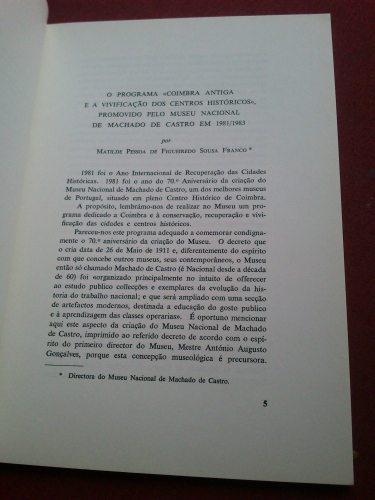 O PROGRAMA «COIMBRA ANTIGA
E A VIVIFICAÇÃO DOS CENTROS HISTÓRICOS»,
PROMOVIDO PELO MUSEU NACIONAL
DE MACHADO DE CASTRO EM 1981/1983
por
MATILDE PESSOA DE FIGUEIREDO SOUSA FRANCO *
1981 foi o Ano Internacional de Recuperação das Cidades
Históricas. 1981 foi o ano do 70.º Aniversário da criação do
Museu Nacional de Machado de Castro, um dos melhores museus
de Portugal, situado em pleno Centro Histórico de Coimbra.
A propósito, lembrámo-nos de realizar no Museu um pro-
grama dedicado a Coimbra e à conservação, recuperação e vivi-
ficação das cidades e centros históricos.
Pareceu-nos este programa adequado a comemorar condigna-
mente o 70.º aniversário da criação do Museu. O decreto que
o cria data de 26 de Maio de 1911 e, diferentemente do espírito
com que concebe outros museus, seus contemporâneos, o Museu
então só chamado Machado de Castro (é Nacional desde a década
de 60) foi «organizado principalmente no intuito de offerecer
ao estudo publico collecções e exemplares da evolução da his-
toria do trabalho nacional; e que será ampliado com uma secção
de artefactos modernos, destinada a educação do gosto publico
e à aprendizagem das classes operarias». É oportuno mencionar
aqui este aspecto da criação do Museu Nacional de Machado
de Castro, imprimido ao referido decreto de acordo com o espí-
rito do primeiro director do Museu, Mestre António Augusto
Gonçalves, porque esta concepção museológica é precursora.
* Directora do Museu Nacional de Machado de Castro.
5